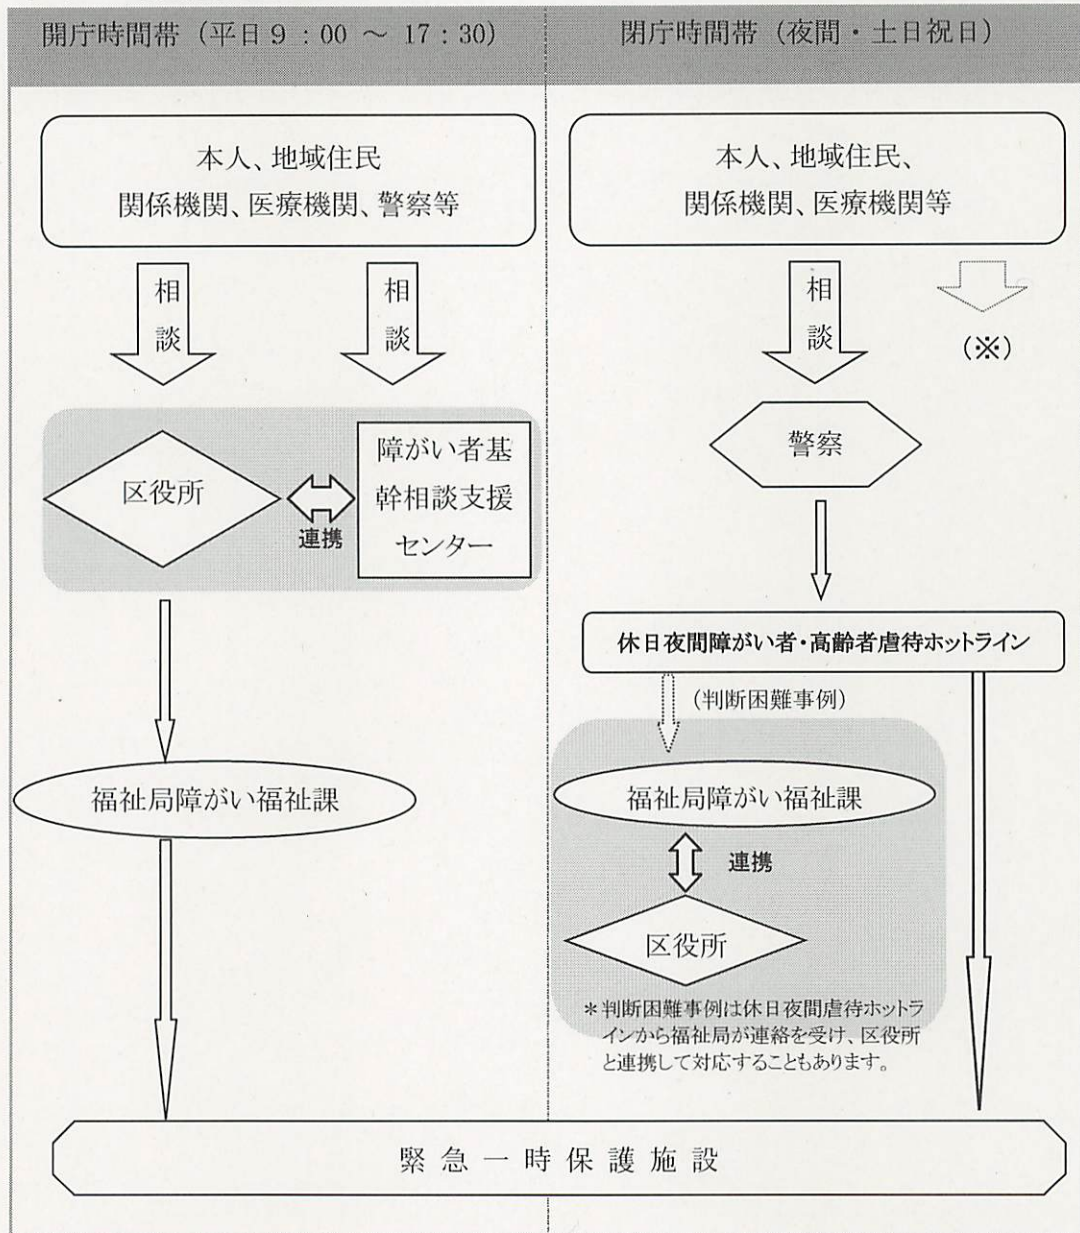 開庁時間帯（平日９：00 ～ 17：30）
本人、地域住民
関係機関、医療機関、警察等
相談
相談
区役所
連携
障がい者基
幹相談支援
センター
福祉局障がい福祉課
閉庁時間帯（夜間・土日祝日）
本人、地域住民、
関係機関、医療機関等
相談
（※）
警察
休日夜間障がい者・高齢者虐待ホットライン
（判断困難事例）
福祉局障がい福祉課
連携
区役所
＊判断困難事例は休日夜間虐待ホットラ
インから福祉局が連絡を受け、区役所
と連携して対応することもあります。
緊急一時保護施設